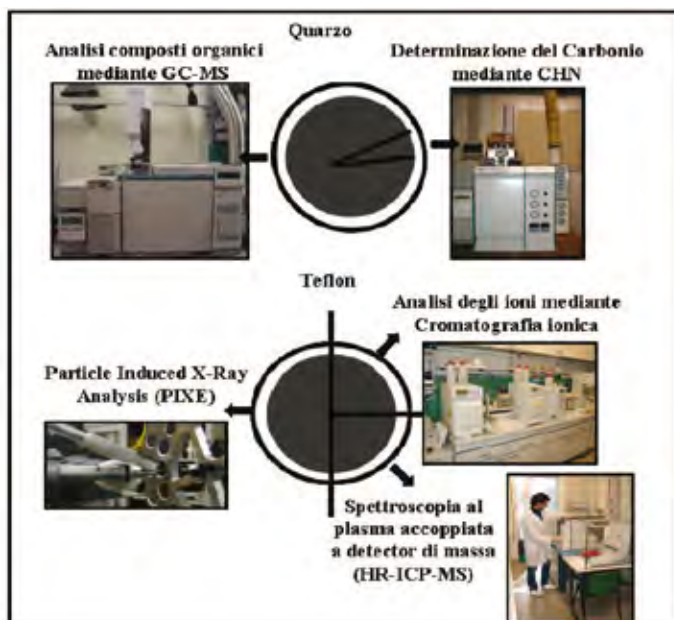 Quarzo
Analisi composti organici
mediante GC-MS
Determinazione del Carbonio
mediante CHN
Teflon
Analisi degli ioni mediante
Cromatografia ionica
Particle Induced X-Ray
Analysis (PIXE)
Spettroscopia al
plasma accoppiata
a detector di massa
(HR-ICP-MS)